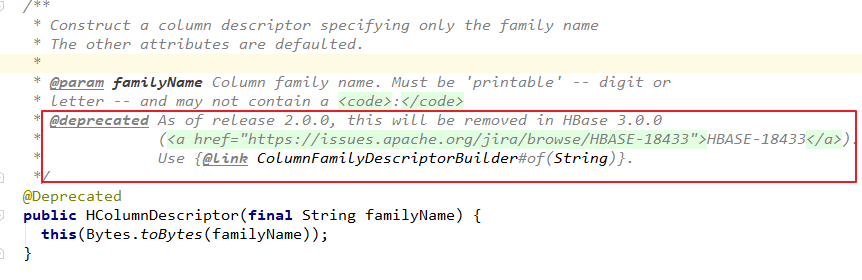 /**
* Construct a column descriptor specifying only the family name
* The other attributes are defaulted.
*
* @param familyName Column family name. Must be 'printable' -- digit or
* letter -- and may not contain a <code>:</code>
* @deprecated As of release 2.0.0, this will be removed in HBase 3.0.0
* (<a href="https://issues.apache.org/jira/browse/HBASE-18433">HBASE-18433</a>).
* Use {@link ColumnFamilyDescriptorBuilder#of(String)}.
*/
@Deprecated
public HColumnDescriptor(final String familyName) {
this(Bytes.toBytes(familyName));
}